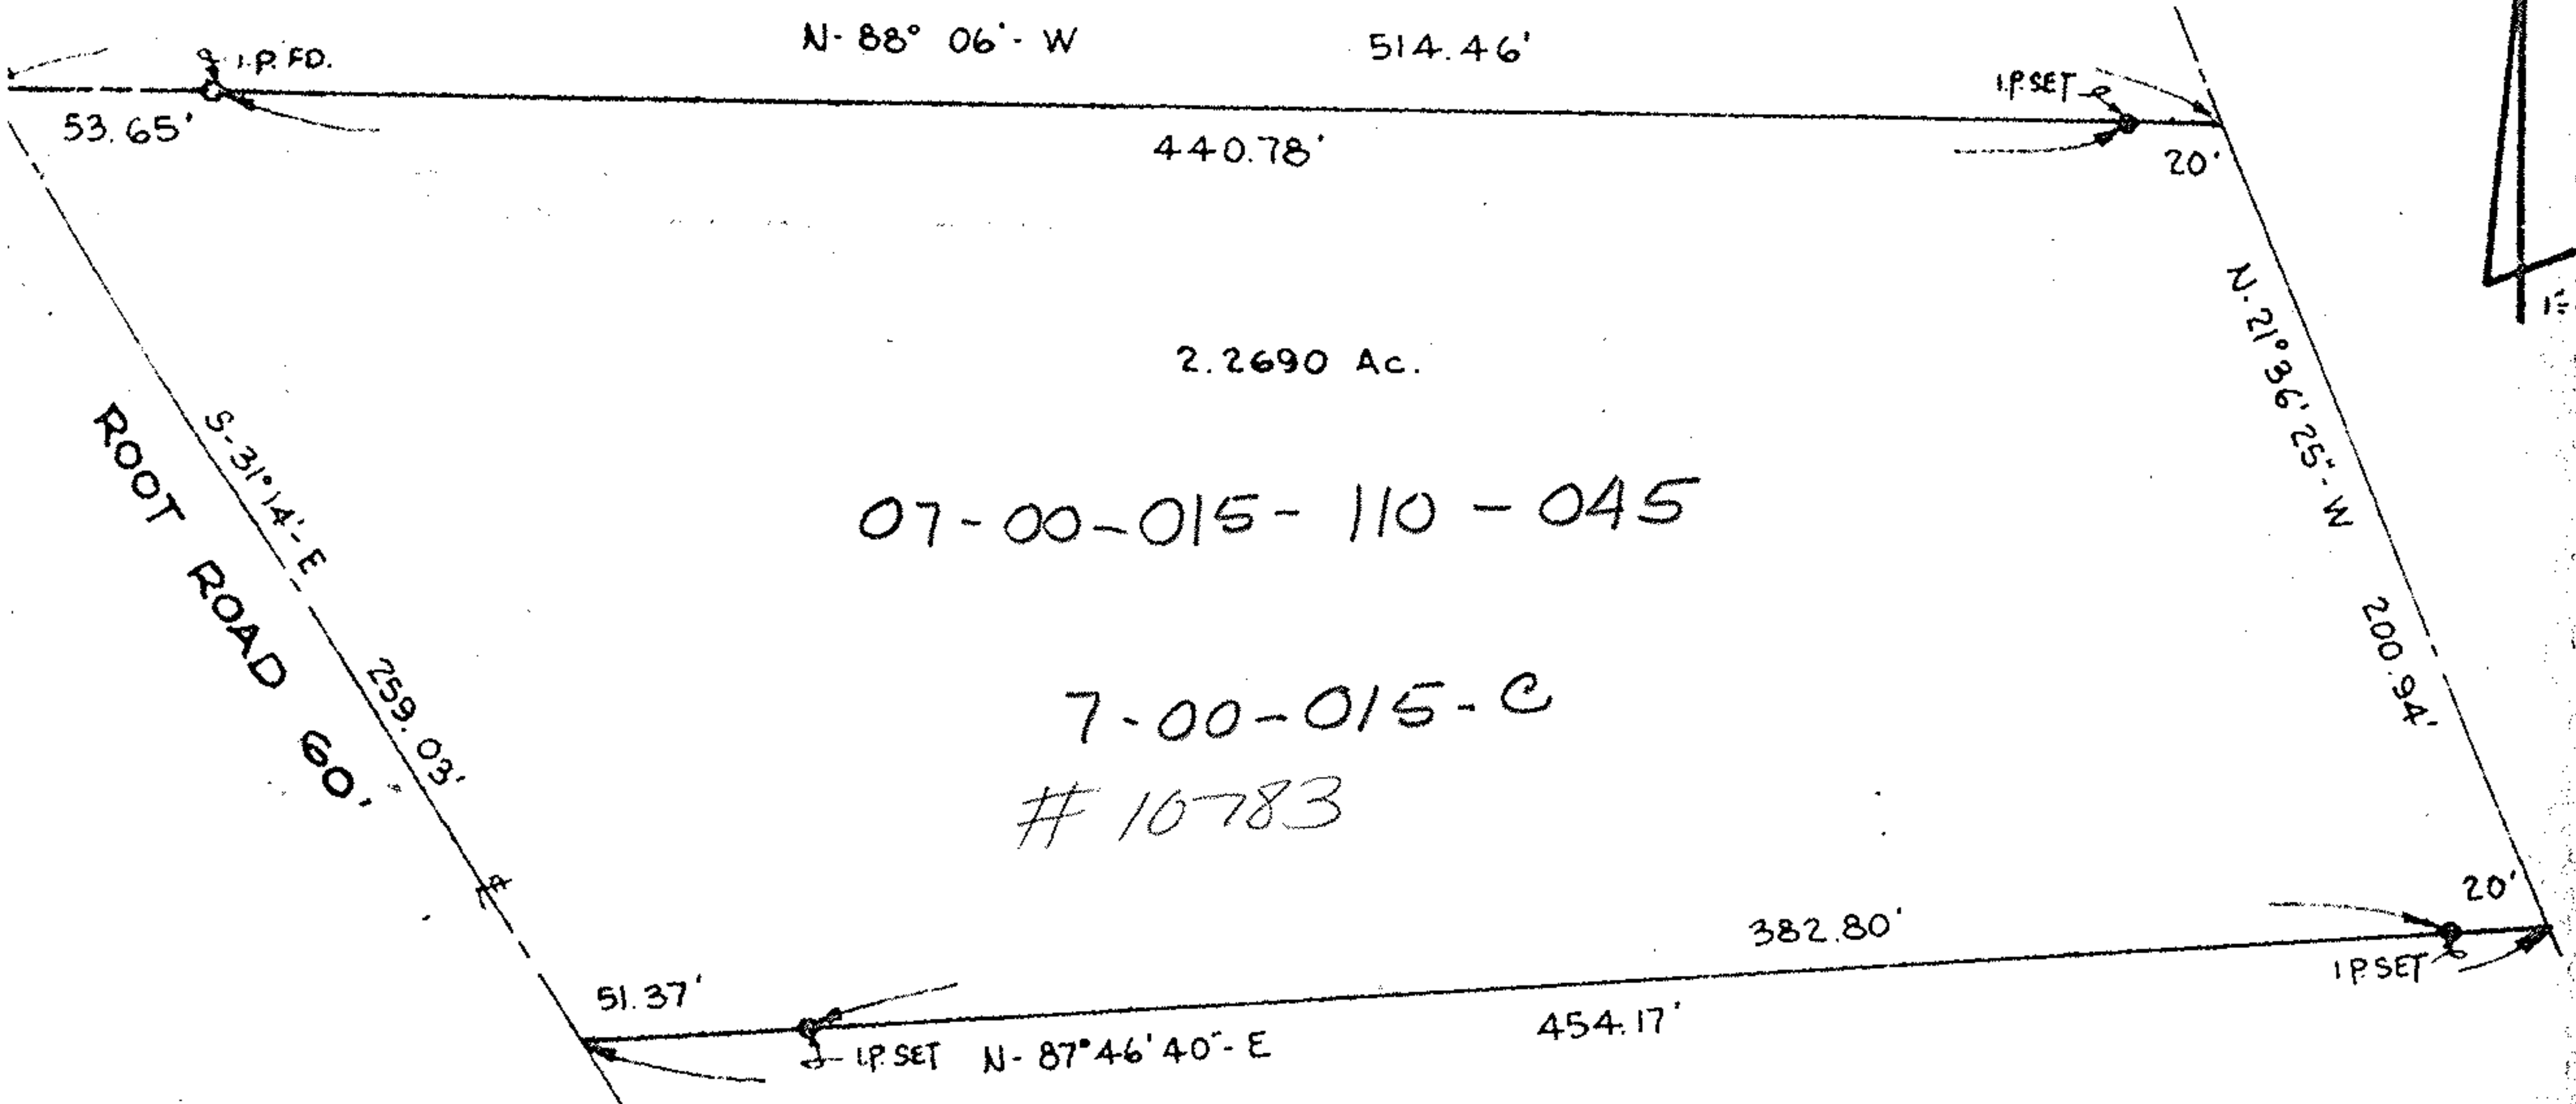 N- 88° 06'- W 514.46'
I.P. FD.
I.P. SET
53.65'
440.78'
20'
N. 21° 36' 25"- W 200.94'
2.2690 Ac.
S- 31° 14'- E 259.03'
ROOT ROAD 60'
07-00-015-110-045
7-00-015-C
# 10783
20'
382.80'
I.P. SET
51.37'
454.17'
I.P. SET N- 87° 46' 40"- E